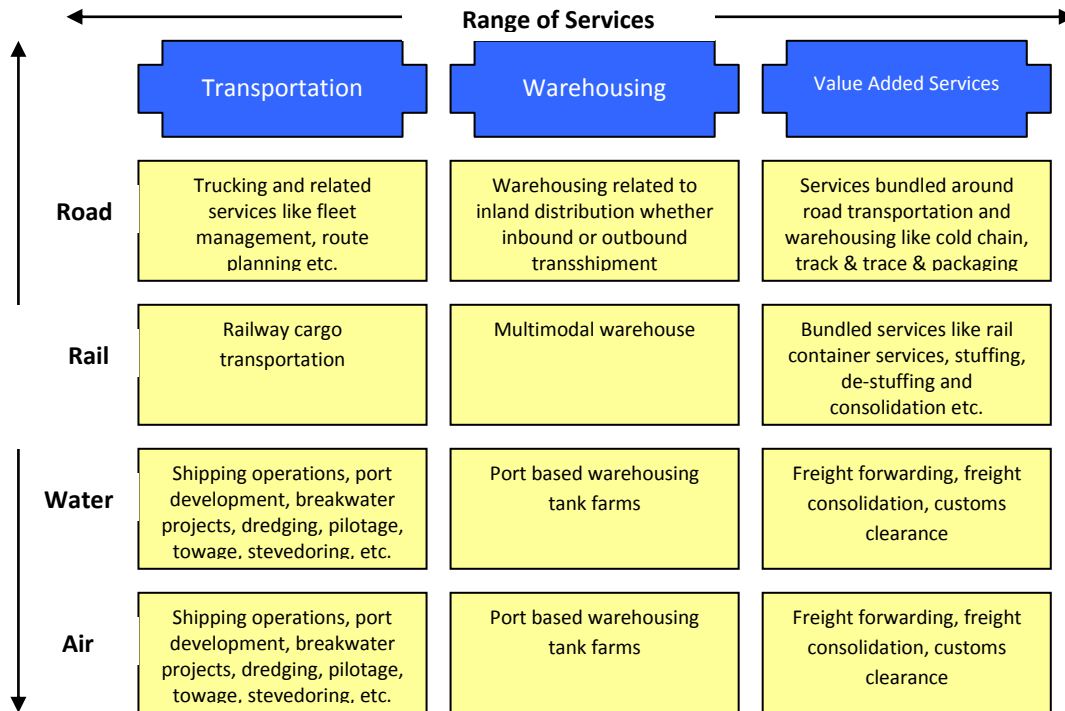 Range of Services
Transportation
Warehousing
Value Added Services
Road
Trucking and related
services like fleet
management, route
planning etc.
Warehousing related to
inland distribution whether
inbound or outbound
transshipment
Services bundled around
road transportation and
warehousing like cold chain,
track & trace & packaging
Rail
Railway cargo
transportation
Multimodal warehouse
Bundled services like rail
container services, stuffing,
de-stuffing and
consolidation etc.
Water
Shipping operations, port
development, breakwater
projects, dredging, pilotage,
towage, stevedoring, etc.
Port based warehousing
tank farms
Freight forwarding, freight
consolidation, customs
clearance
Air
Shipping operations, port
development, breakwater
projects, dredging, pilotage,
towage, stevedoring, etc.
Port based warehousing
tank farms
Freight forwarding, freight
consolidation, customs
clearance